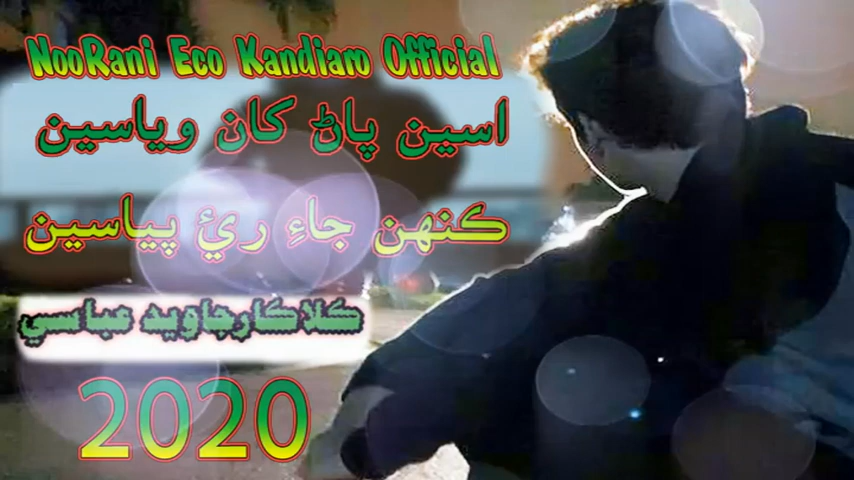 NooRani Eco Kandiaro Official
اسين پاڻ کان وياسين
ڪنهن جاءِ ريءَ پياسين
ڪلاڪار جاويد عباسي
2020